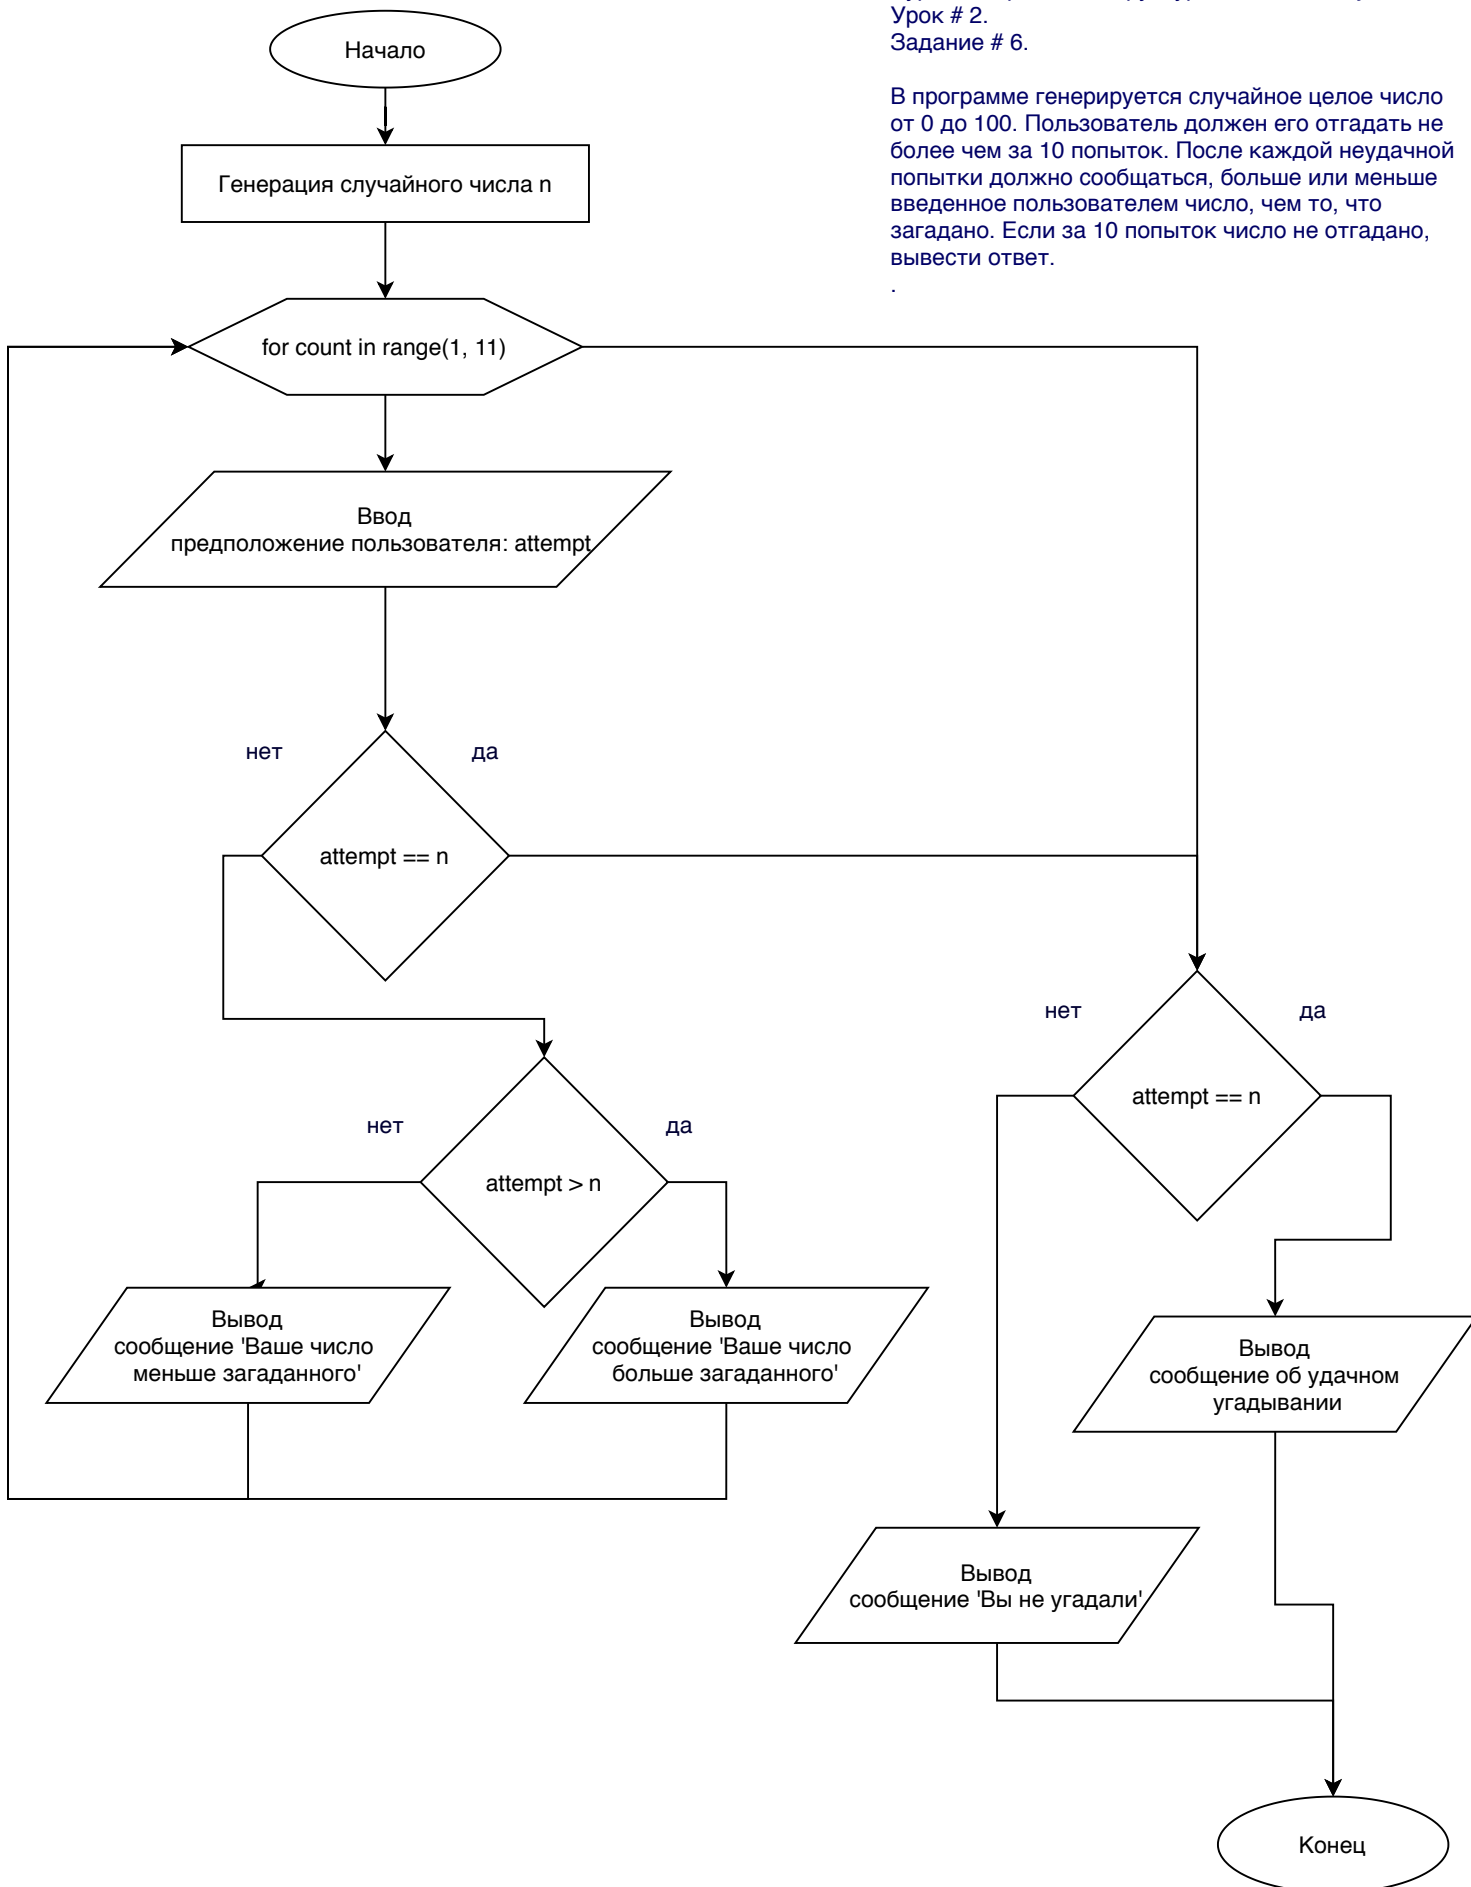 Урок # 2.
Задание # 6.
В программе генерируется случайное целое число
от 0 до 100. Пользователь должен его отгадать не
более чем за 10 попыток. После каждой неудачной
попытки должно сообщаться, больше или меньше
введенное пользователем число, чем то, что
загадано. Если за 10 попыток число не отгадано,
вывести ответ.
.
Начало
Генерация случайного числа n
for count in range(1, 11)
Ввод
предположение пользователя: attempt
нет
да
attempt == n
нет
да
attempt > n
Вывод
сообщение 'Ваше число
меньше загаданного'
Вывод
сообщение 'Ваше число
больше загаданного'
нет
да
attempt == n
Вывод
сообщение об удачном
угадывании
Вывод
сообщение 'Вы не угадали'
Конец